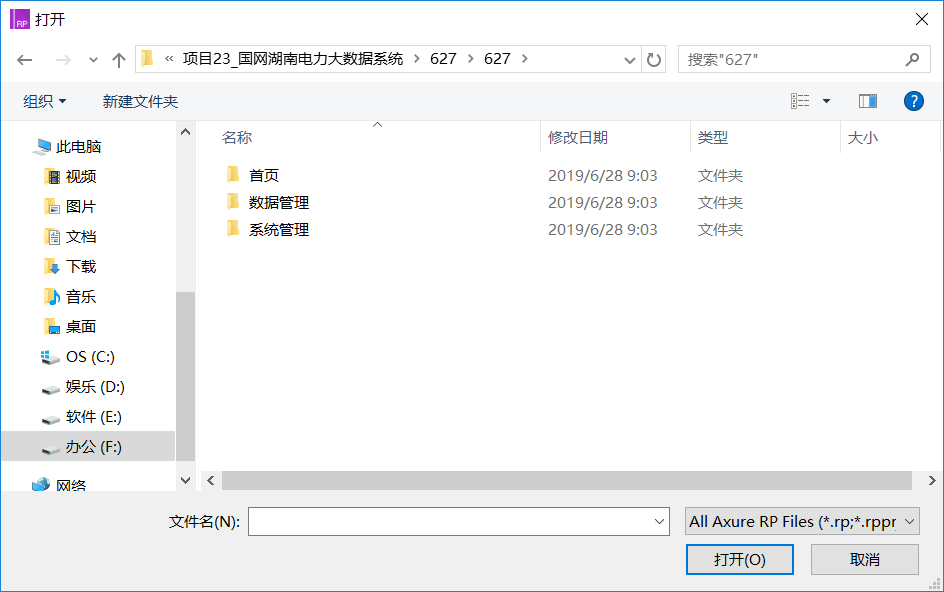 RP 打开
« 项目23_国网湖南电力大数据系统 > 627 > 627 > 搜索"627"
组织 新建文件夹 ?
名称 修改日期 类型 大小
此电脑
视频
图片
文档
下载
音乐
桌面
OS (C:)
娱乐 (D:)
软件 (E:)
办公 (F:)
网络
首页 2019/6/28 9:03 文件夹
数据管理 2019/6/28 9:03 文件夹
系统管理 2019/6/28 9:03 文件夹
文件名(N): All Axure RP Files (*.rp;*.rppr
打开(O) 取消